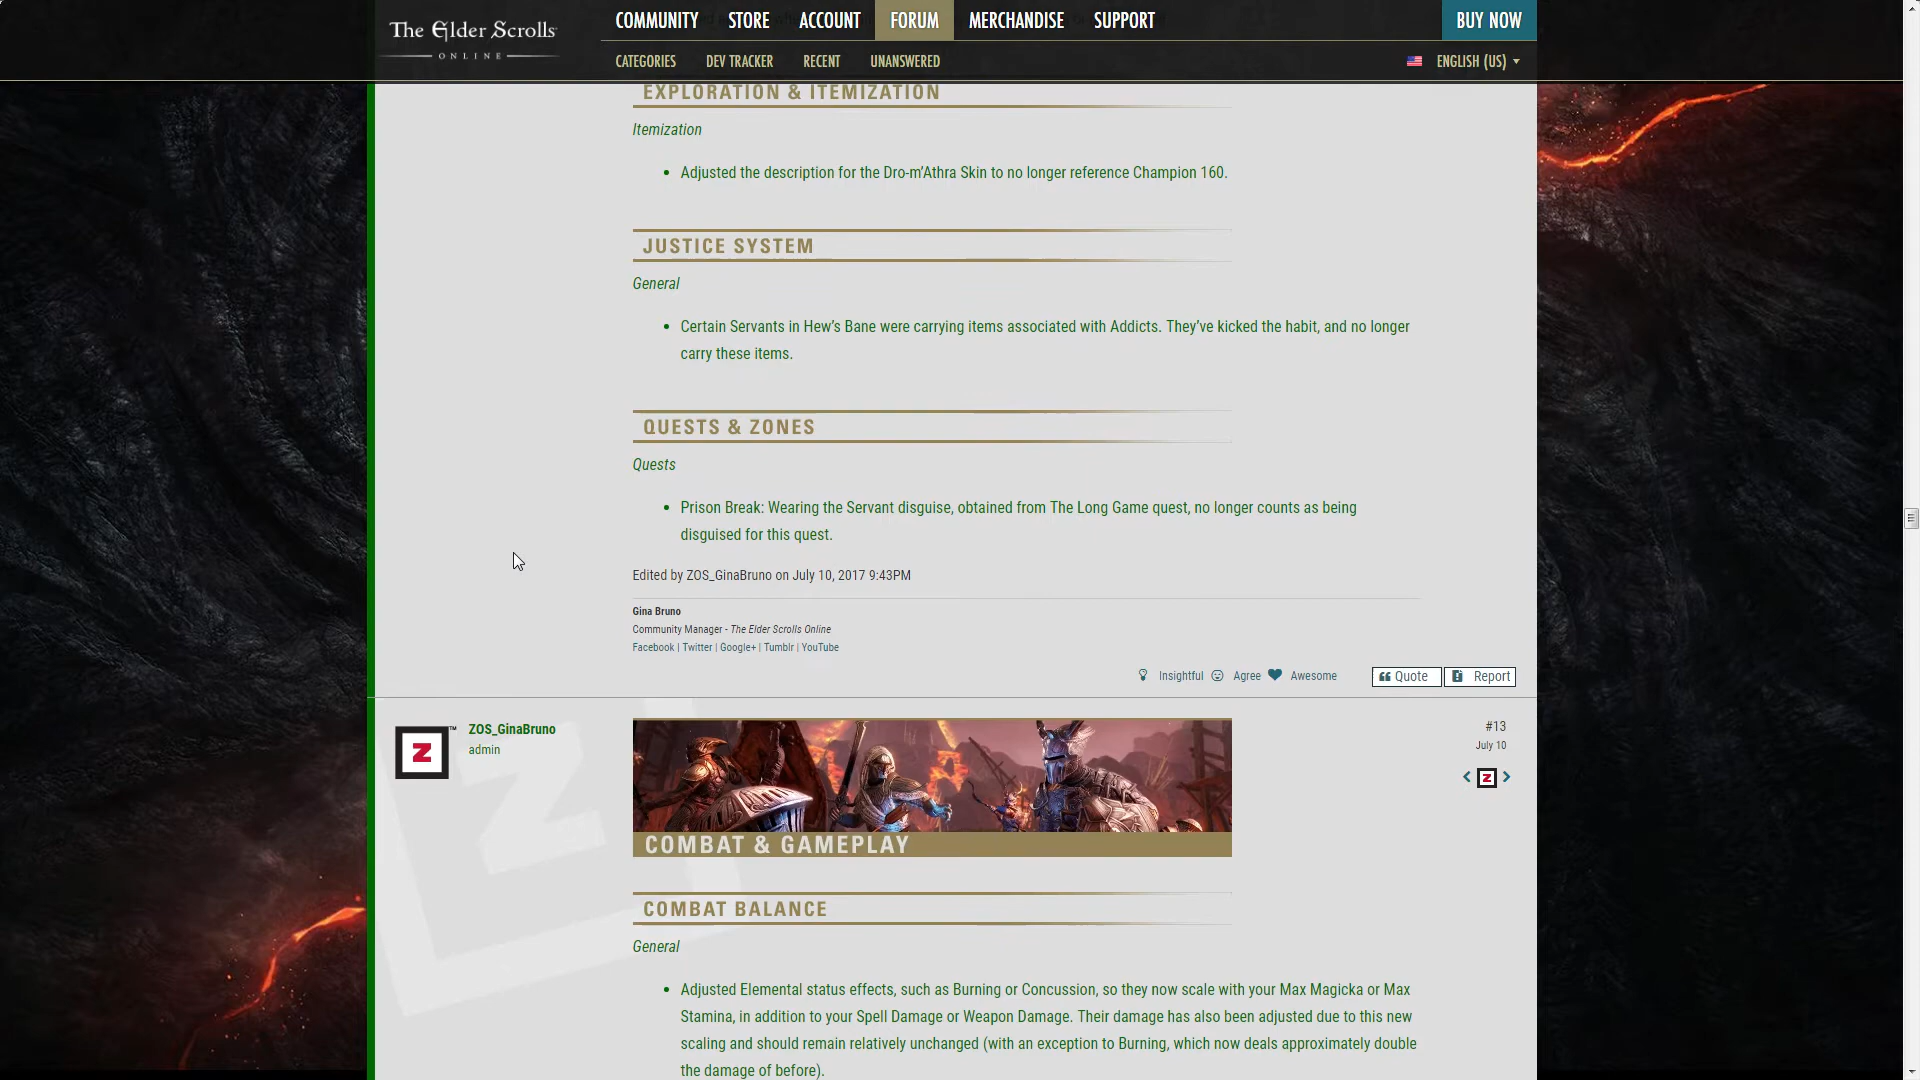 The Elder Scrolls
ONLINE
COMMUNITY STORE ACCOUNT FORUM MERCHANDISE SUPPORT BUY NOW
CATEGORIES DEV TRACKER RECENT UNANSWERED ENGLISH (US)
EXPLORATION & ITEMIZATION
Itemization
• Adjusted the description for the Dro-m'Athra Skin to no longer reference Champion 160.
JUSTICE SYSTEM
General
• Certain Servants in Hew's Bane were carrying items associated with Addicts. They've kicked the habit, and no longer
carry these items.
QUESTS & ZONES
Quests
• Prison Break: Wearing the Servant disguise, obtained from The Long Game quest, no longer counts as being
disguised for this quest.
Edited by ZOS_GinaBruno on July 10, 2017 9:43PM
Gina Bruno
Community Manager - The Elder Scrolls Online
Facebook | Twitter | Google+ | Tumblr | YouTube
Insightful Agree Awesome Quote Report
ZOS_GinaBruno
admin
#13
July 10
COMBAT & GAMEPLAY
COMBAT BALANCE
General
• Adjusted Elemental status effects, such as Burning or Concussion, so they now scale with your Max Magicka or Max
Stamina, in addition to your Spell Damage or Weapon Damage. Their damage has also been adjusted due to this new
scaling and should remain relatively unchanged (with an exception to Burning, which now deals approximately double
the damage of before).